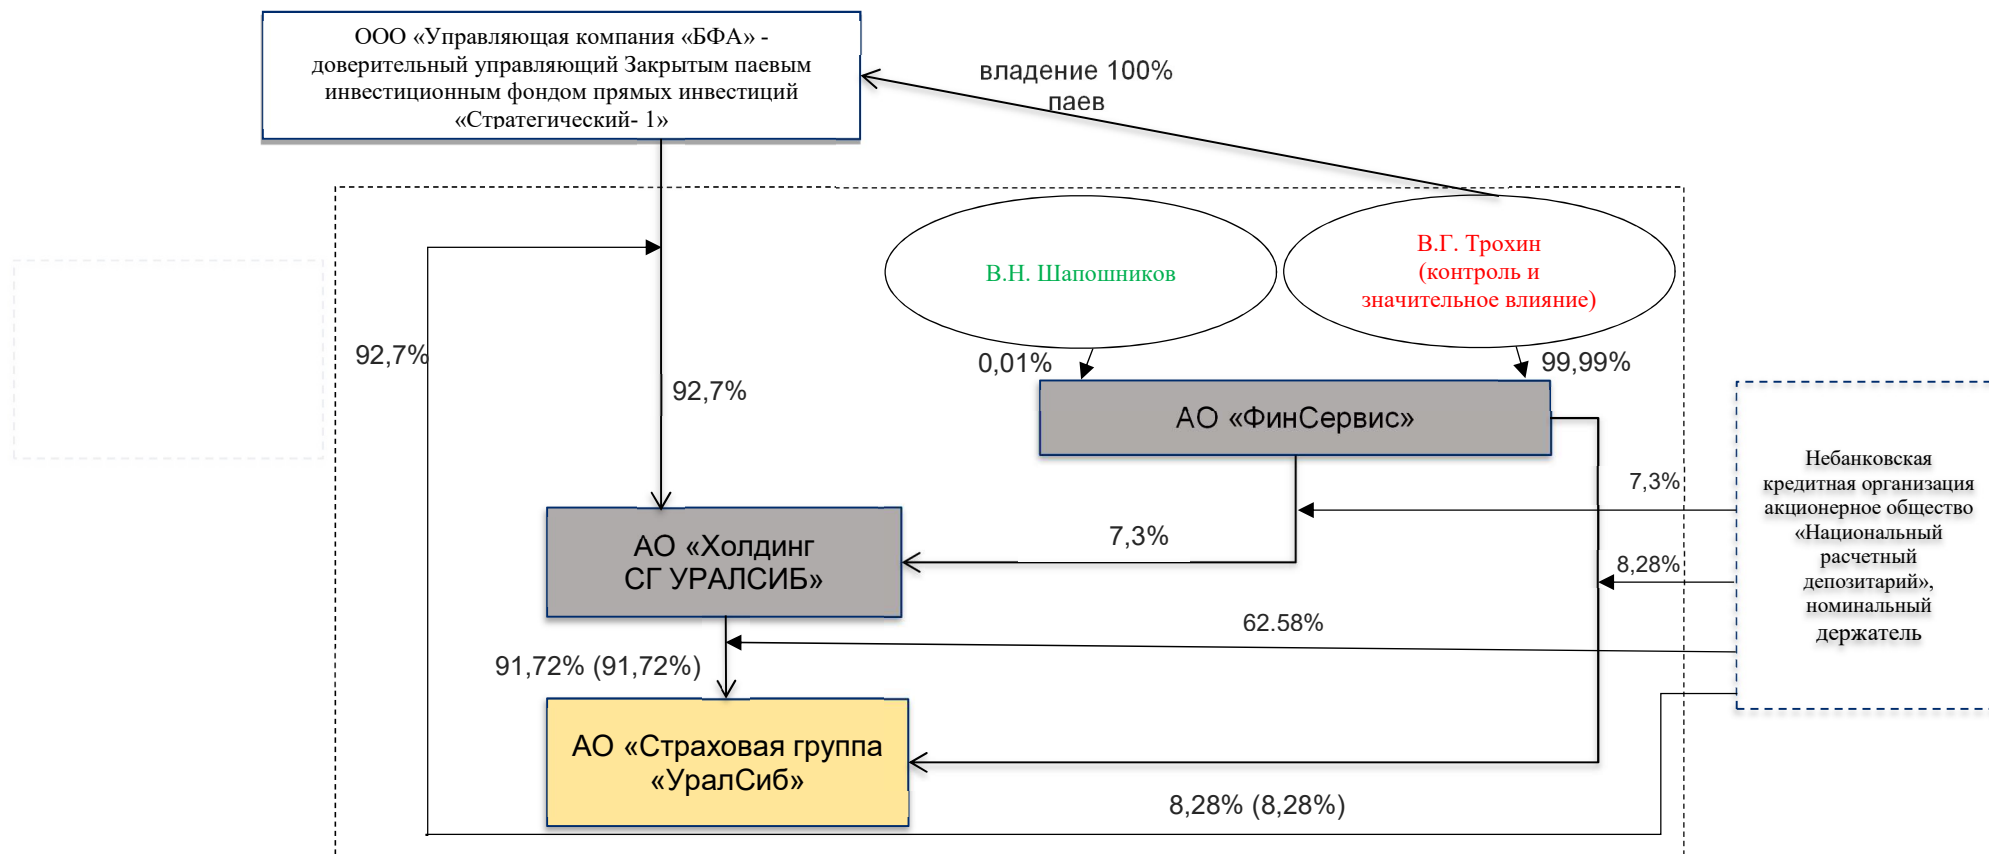 ООО «Управляющая компания «БФА» -
доверительный управляющий Закрытым паевым
инвестиционным фондом прямых инвестиций
«Стратегический- 1»
владение 100%
паев
В.Н. Шапошников
В.Г. Трохин
(контроль и
значительное влияние)
92,7%
92,7%
0,01%
99,99%
АО «ФинСервис»
АО «Холдинг
СГ УРАЛСИБ»
7,3%
7,3%
8,28%
62.58%
Небанковская
кредитная организация
акционерное общество
«Национальный
расчетный
депозитарий»,
номинальный
держатель
91,72% (91,72%)
АО «Страховая группа
«УралСиб»
8,28% (8,28%)